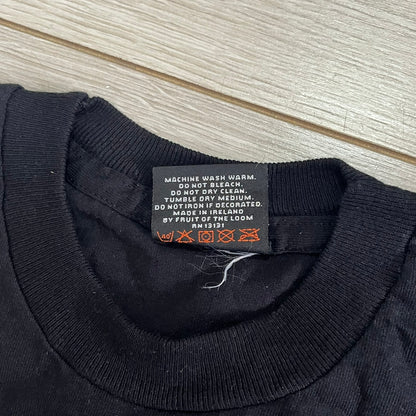 MACHINE WASH WARM.
DO NOT BLEACH.
DO NOT DRY CLEAN.
TUMBLE DRY MEDIUM.
DO NOT IRON IF DECORATED.
MADE IN IRELAND
BY FRUIT OF THE LOOM
RN 13131